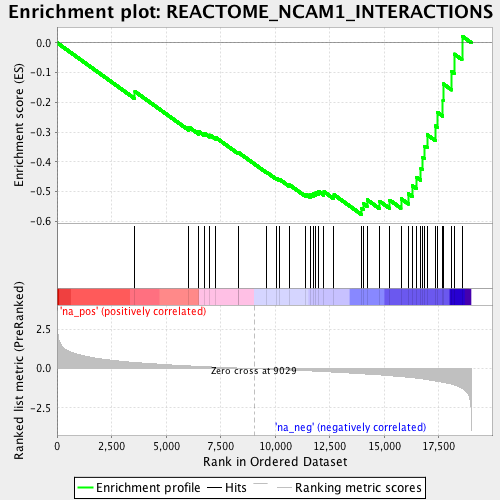 Enrichment plot: REACTOME_NCAM1_INTERACTIONS
Enrichment score (ES)
0.0
-0.1
-0.2
-0.3
-0.4
-0.5
-0.6
'na_pos' (positively correlated)
Ranked list metric (PreRanked)
2.5
0.0
-2.5
Zero cross at 9029
'na_neg' (negatively correlated)
0 2,500 5,000 7,500 10,000 12,500 15,000 17,500
Rank in Ordered Dataset
Enrichment profile Hits Ranking metric scores